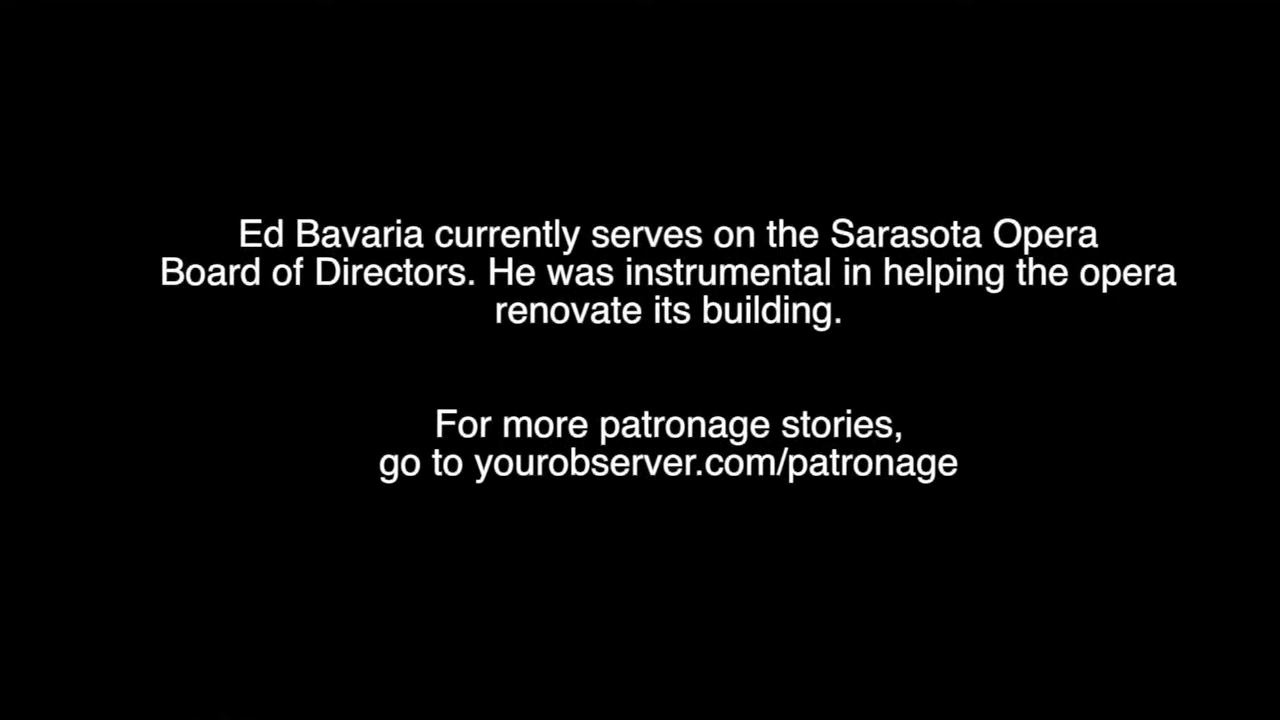 Ed Bavaria currently serves on the Sarasota Opera
Board of Directors. He was instrumental in helping the opera
renovate its building.
For more patronage stories,
go to yourobserver.com/patronage